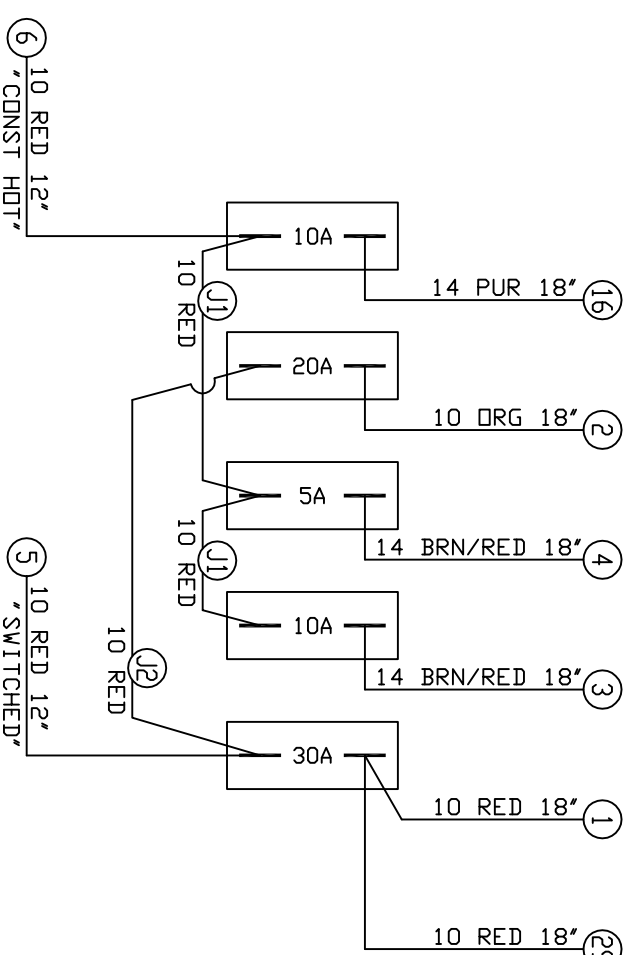 6
10 RED 12"
"CONST HOT"
10A
14 PUR 18"
16
J1
10 RED
20A
10 ORG 18"
2
5A
14 BRN/RED 18"
4
J1
10 RED
10A
14 BRN/RED 18"
3
5
10 RED 12"
"SWITCHED"
J2
10 RED
30A
10 RED 18"
1
10 RED 18"